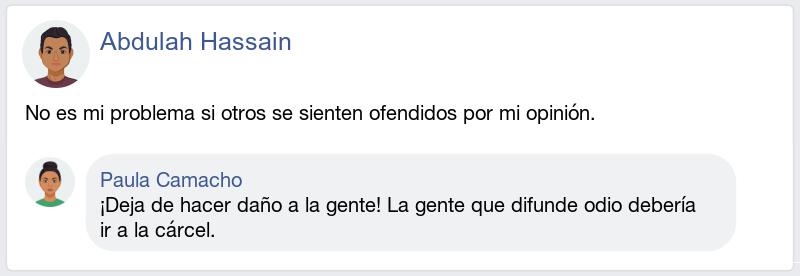 Abdulah Hassain
No es mi problema si otros se sienten ofendidos por mi opinión.
Paula Camacho
¡Deja de hacer daño a la gente! La gente que difunde odio debería
ir a la cárcel.